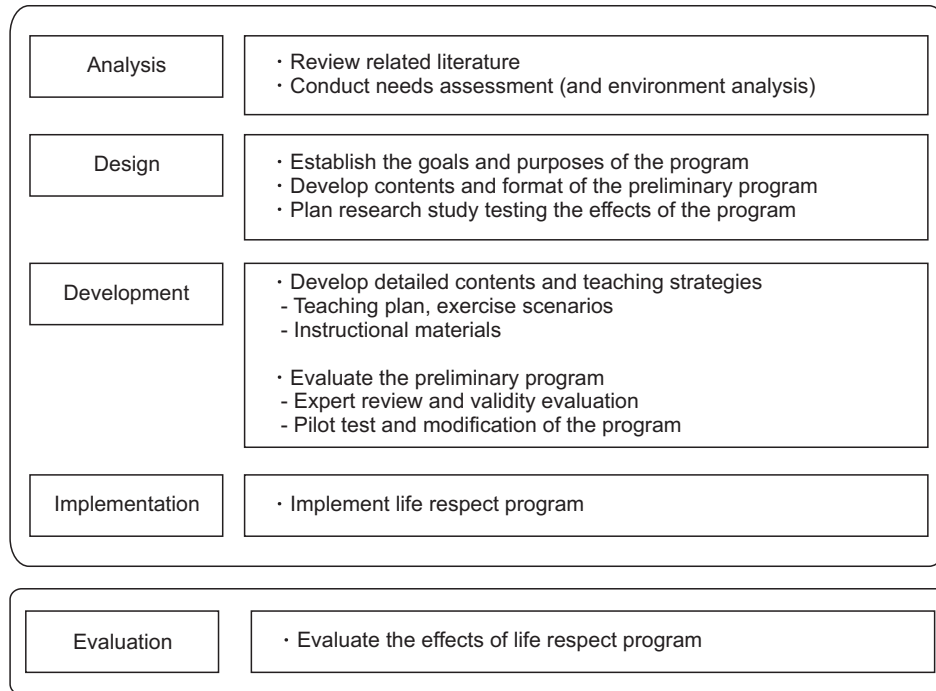 Analysis
· Review related literature
· Conduct needs assessment (and environment analysis)
Design
· Establish the goals and purposes of the program
· Develop contents and format of the preliminary program
· Plan research study testing the effects of the program
Development
· Develop detailed contents and teaching strategies
- Teaching plan, exercise scenarios
- Instructional materials
· Evaluate the preliminary program
- Expert review and validity evaluation
- Pilot test and modification of the program
Implementation
· Implement life respect program
Evaluation
· Evaluate the effects of life respect program